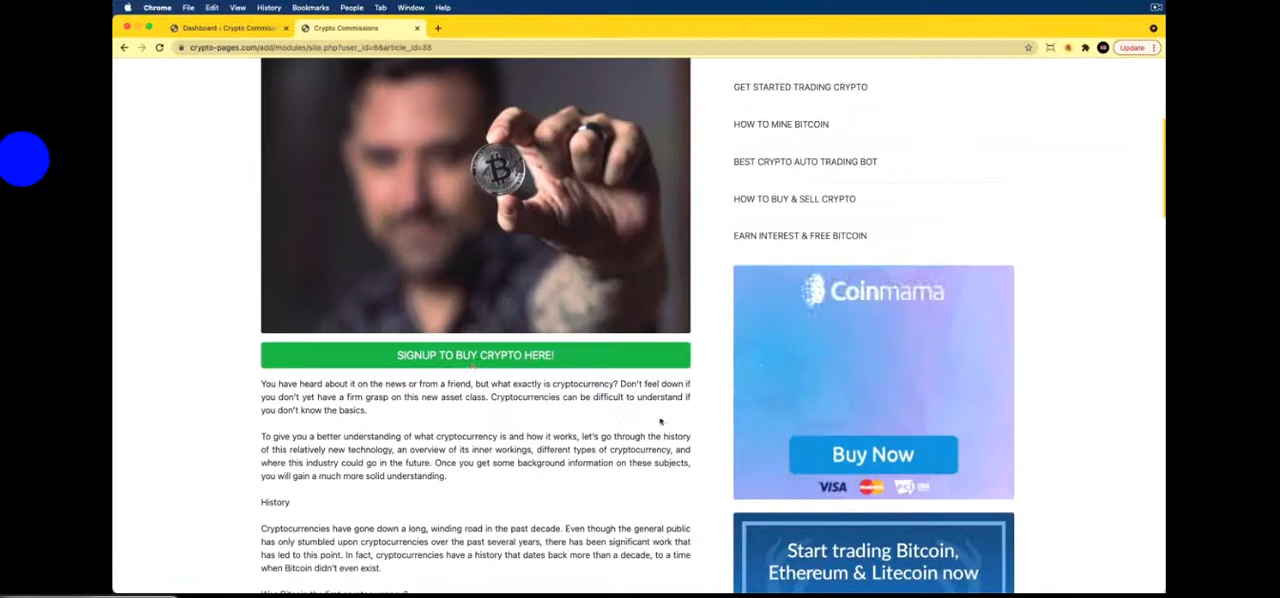 Chrome File Edit View History Bookmarks People Tab Window Help
Dashboard : Crypto Commiss
Crypto Commissions
crypto-pages.com/add/modules/site.php?user_id=6&article_id=38
Update
GET STARTED TRADING CRYPTO
HOW TO MINE BITCOIN
BEST CRYPTO AUTO TRADING BOT
HOW TO BUY & SELL CRYPTO
EARN INTEREST & FREE BITCOIN
SIGNUP TO BUY CRYPTO HERE!
You have heard about it on the news or from a friend, but what exactly is cryptocurrency? Don't feel down if
you don't yet have a firm grasp on this new asset class. Cryptocurrencies can be difficult to understand if
you don't know the basics.
To give you a better understanding of what cryptocurrency is and how it works, let's go through the history
of this relatively new technology, an overview of its inner workings, different types of cryptocurrency, and
where this industry could go in the future. Once you get some background information on these subjects,
you will gain a much more solid understanding.
History
Cryptocurrencies have gone down a long, winding road in the past decade. Even though the general public
has only stumbled upon cryptocurrencies over the past several years, there has been significant work that
has led to this point. In fact, cryptocurrencies have a history that dates back more than a decade, to a time
when Bitcoin didn't even exist.
Coinmama
Buy Now
VISA MasterCard PCI
Start trading Bitcoin,
Ethereum & Litecoin now